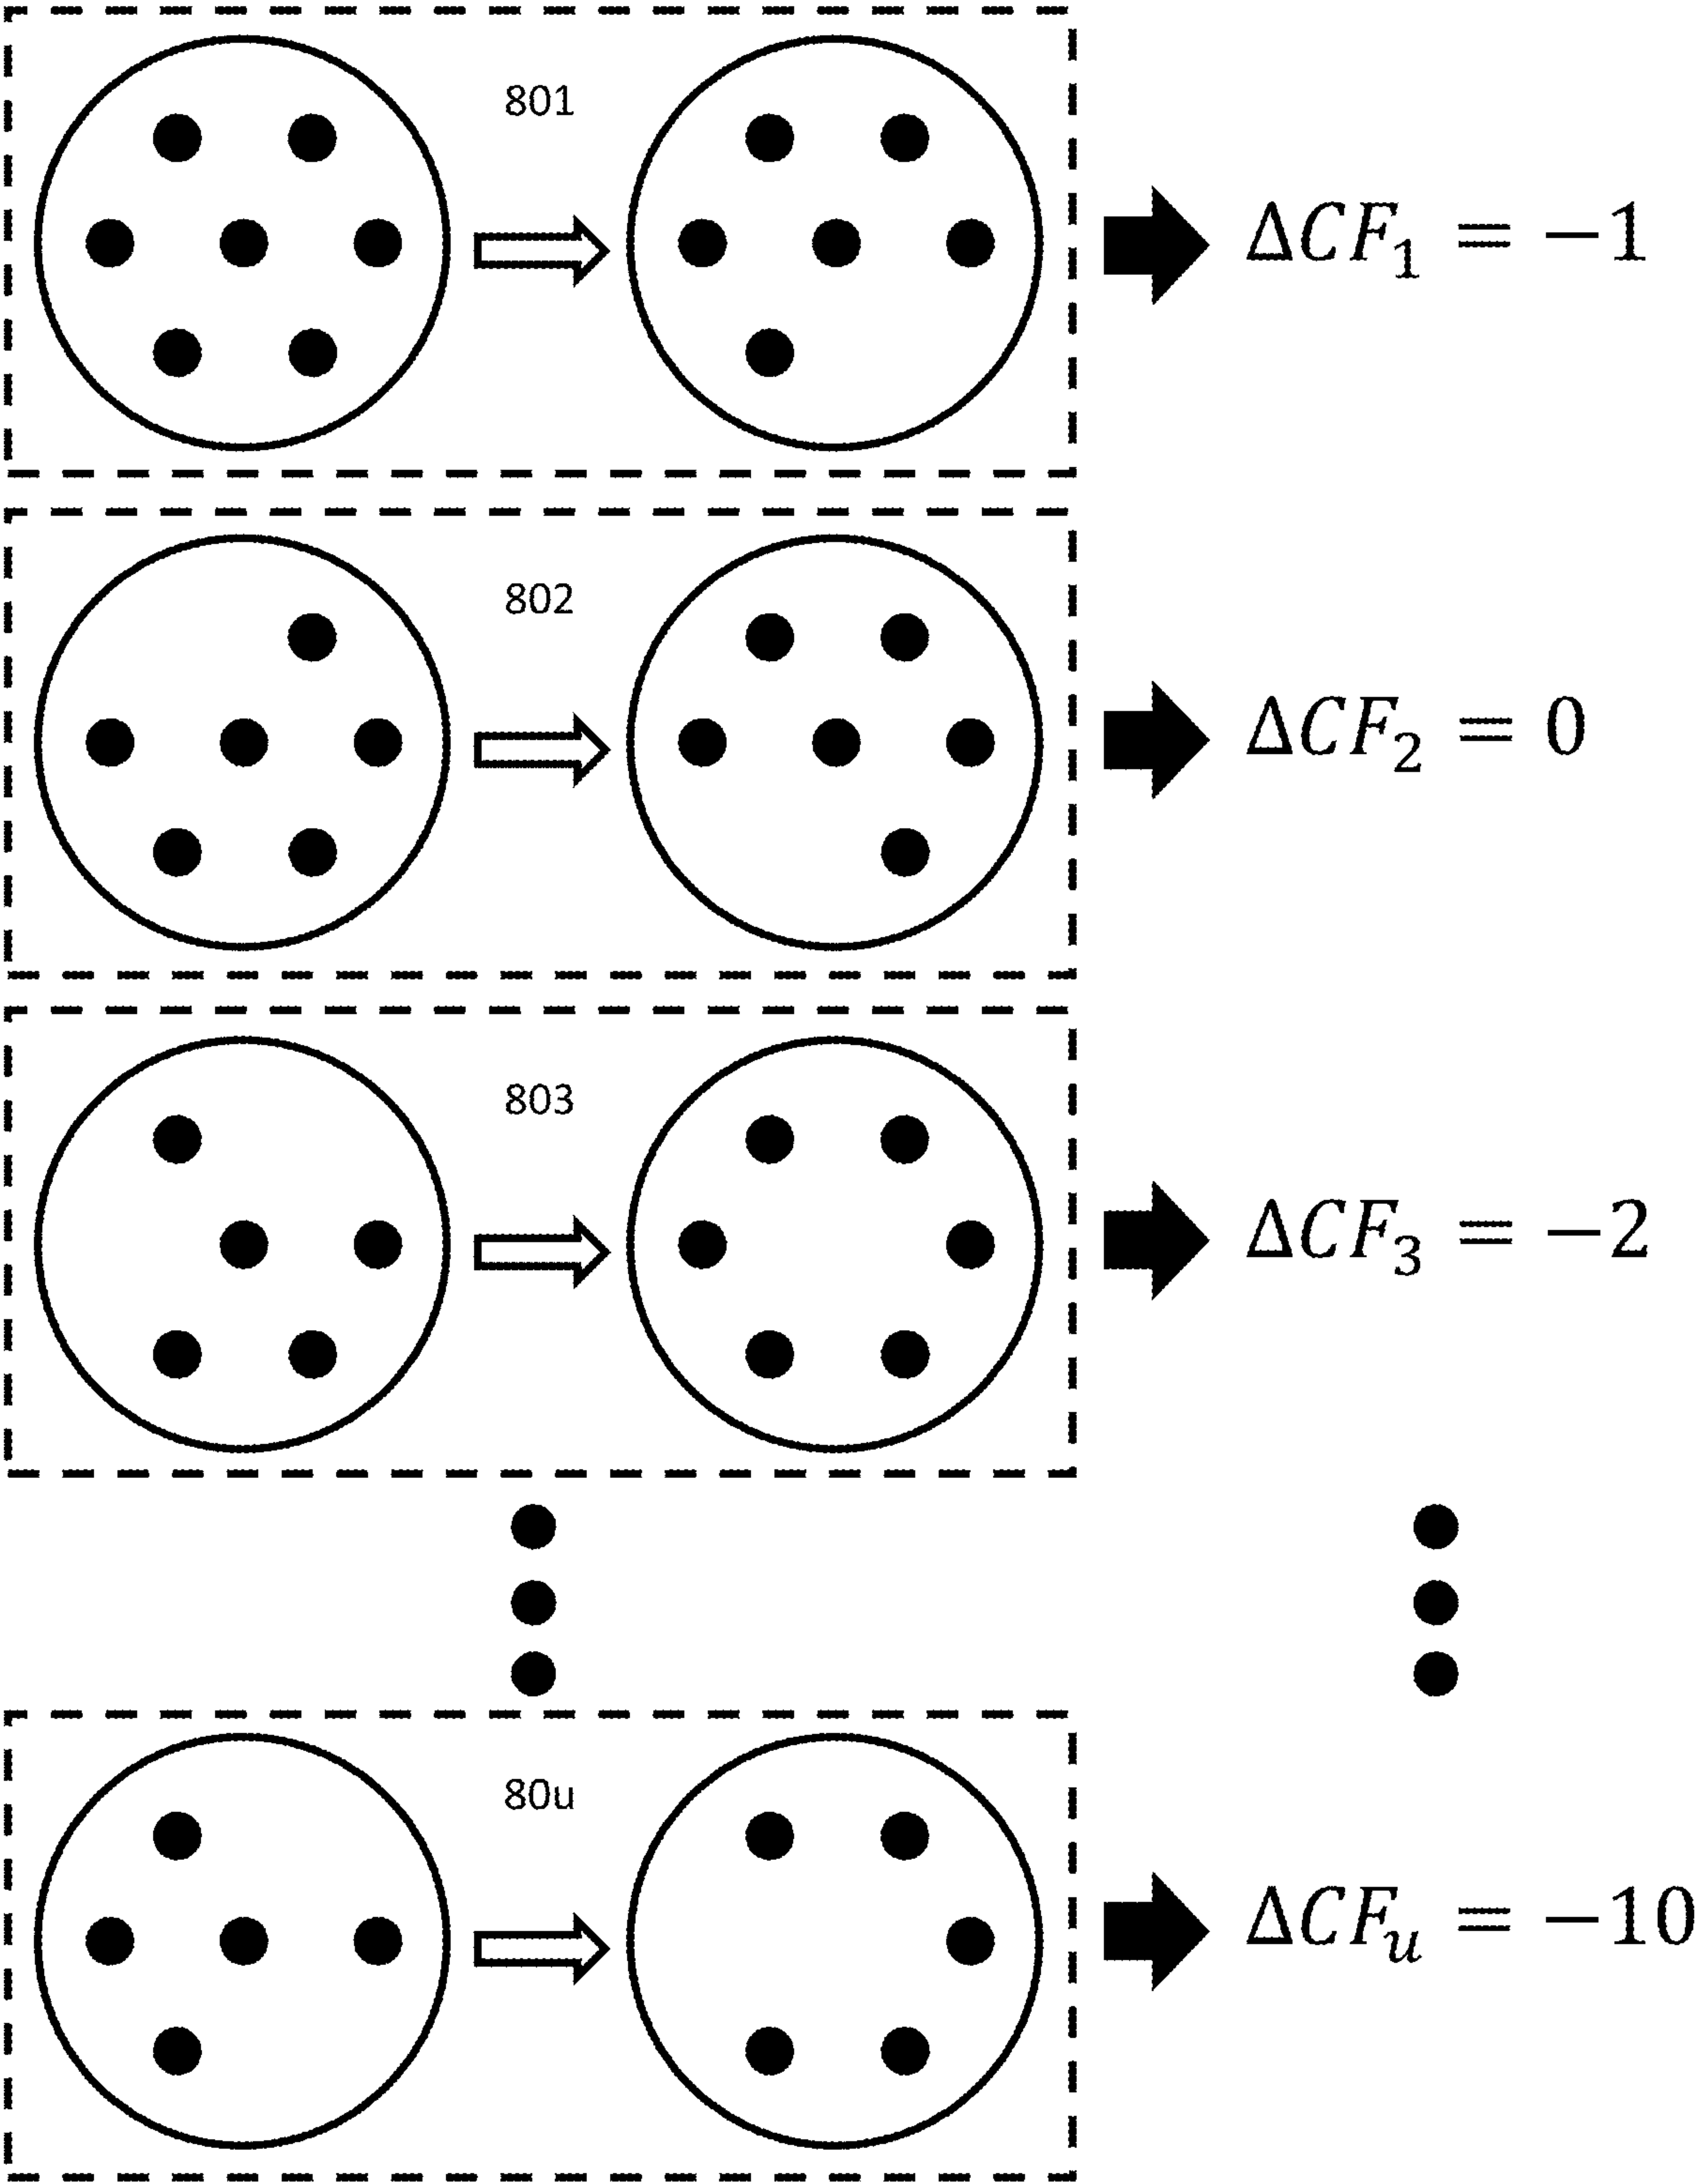 801
ΔCF₁ = −1
802
ΔCF₂ = 0
803
ΔCF₃ = −2
80u
ΔCFᵤ = −10